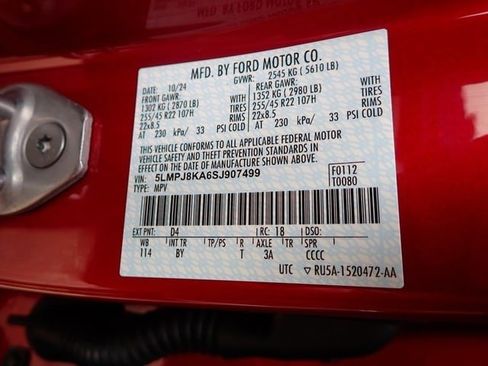 MFD. BY FORD MOTOR CO.
DATE: 10/24 GVWR: 2545 KG (5610 LB)
FRONT GAWR: REAR GAWR:
1302 KG (2870 LB) 1352 KG (2980 LB)
255/45 R22 107H TIRES 255/45 R22 107H TIRES
22x8.5 RIMS 22x8.5 RIMS
AT 230 kPa/ 33 PSI COLD AT 230 kPa/ 33 PSI COLD
THIS VEHICLE CONFORMS TO ALL APPLICABLE FEDERAL MOTOR
VEHICLE SAFETY AND THEFT PREVENTION STANDARDS IN
EFFECT ON THE DATE OF MANUFACTURE SHOWN ABOVE.
VIN: 5LMPJ8KA6SJ907499 F0112
TYPE: MPV T0080
EXT PNT: D4 RC: 18 DSO:
WB INT TR TP/PS R AXLE TR SPR
114 BY T 3A CCCC
UTC ▽ RU5A-1520472-AA